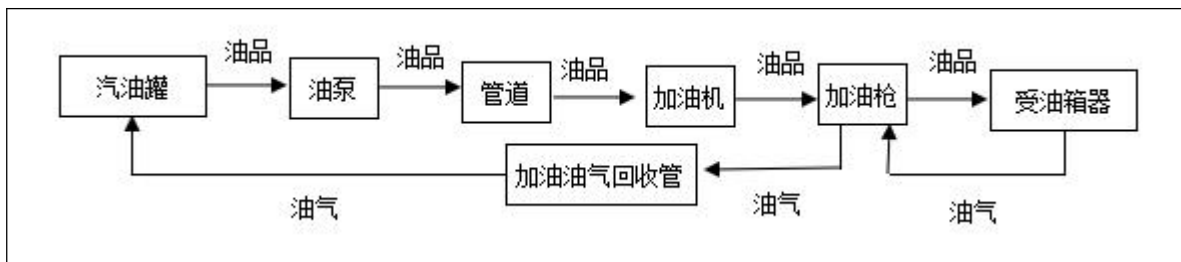 油品
油品
油品
油品
油品
汽油罐
油泵
管道
加油机
加油枪
受油箱器
加油油气回收管
油气
油气
油气